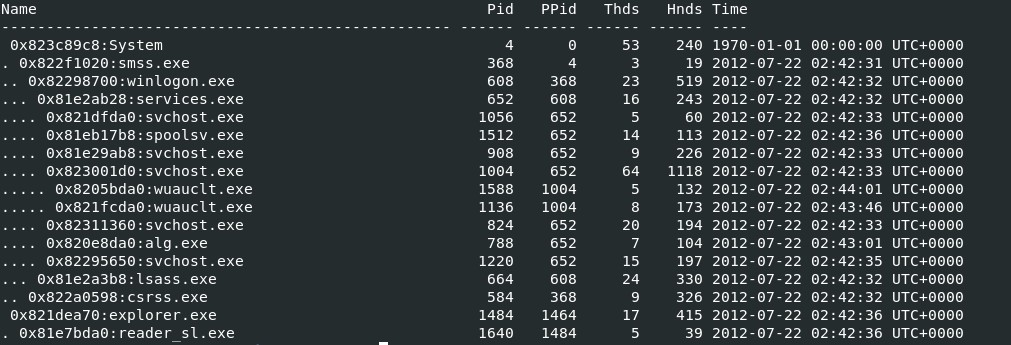 Name Pid PPid Thds Hnds Time
-------------------------------------------------- ------ ------ ------ ------ ----
0x823c89c8:System 4 0 53 240 1970-01-01 00:00:00 UTC+0000
. 0x822f1020:smss.exe 368 4 3 19 2012-07-22 02:42:31 UTC+0000
.. 0x82298700:winlogon.exe 608 368 23 519 2012-07-22 02:42:32 UTC+0000
... 0x81e2ab28:services.exe 652 608 16 243 2012-07-22 02:42:32 UTC+0000
.... 0x821dfda0:svchost.exe 1056 652 5 60 2012-07-22 02:42:33 UTC+0000
.... 0x81eb17b8:spoolsv.exe 1512 652 14 113 2012-07-22 02:42:36 UTC+0000
.... 0x81e29ab8:svchost.exe 908 652 9 226 2012-07-22 02:42:33 UTC+0000
.... 0x823001d0:svchost.exe 1004 652 64 1118 2012-07-22 02:42:33 UTC+0000
..... 0x8205bda0:wuauclt.exe 1588 1004 5 132 2012-07-22 02:44:01 UTC+0000
..... 0x821fcda0:wuauclt.exe 1136 1004 8 173 2012-07-22 02:43:46 UTC+0000
.... 0x82311360:svchost.exe 824 652 20 194 2012-07-22 02:42:33 UTC+0000
.... 0x820e8da0:alg.exe 788 652 7 104 2012-07-22 02:43:01 UTC+0000
.... 0x82295650:svchost.exe 1220 652 15 197 2012-07-22 02:42:35 UTC+0000
... 0x81e2a3b8:lsass.exe 664 608 24 330 2012-07-22 02:42:32 UTC+0000
.. 0x822a0598:csrss.exe 584 368 9 326 2012-07-22 02:42:32 UTC+0000
0x821dea70:explorer.exe 1484 1464 17 415 2012-07-22 02:42:36 UTC+0000
. 0x81e7bda0:reader_sl.exe 1640 1484 5 39 2012-07-22 02:42:36 UTC+0000